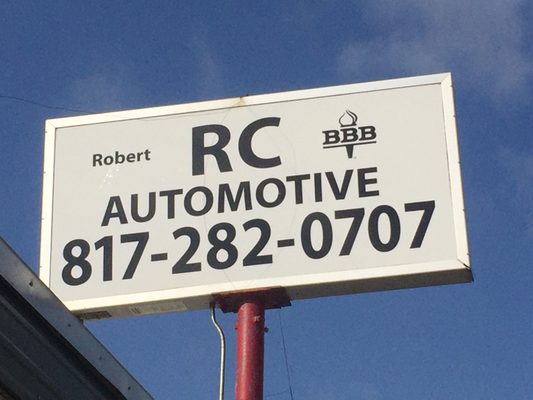 Robert
RC
BBB
AUTOMOTIVE
817-282-0707